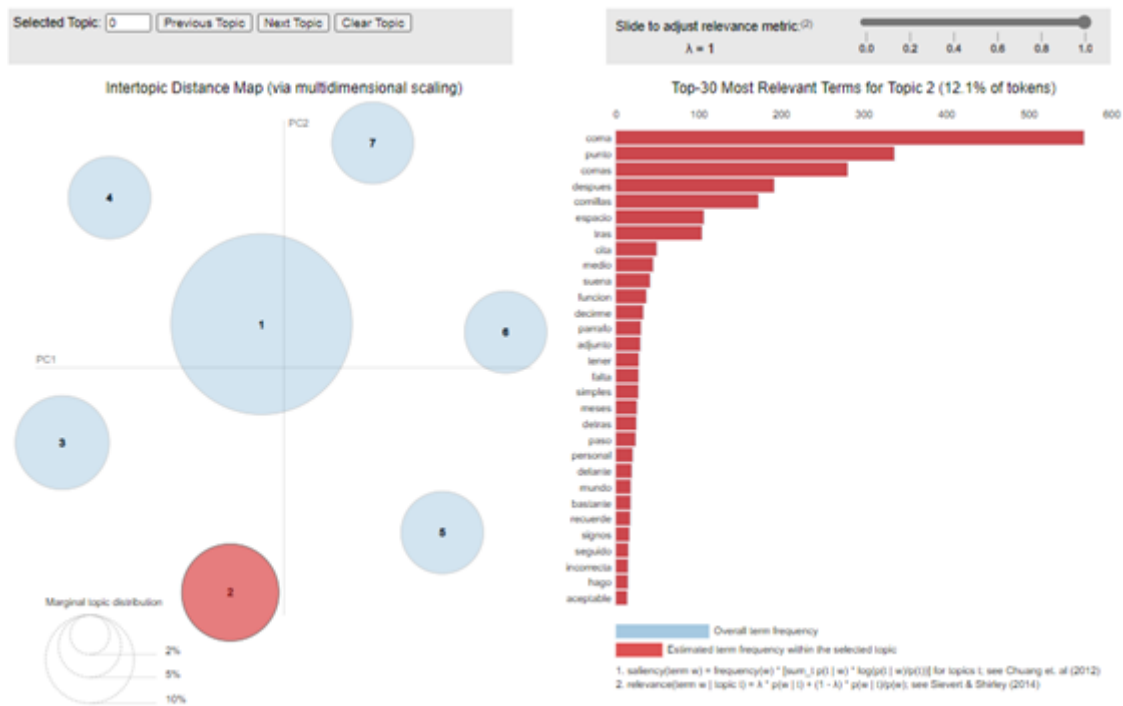 Selected Topic: 0 Previous Topic Next Topic Clear Topic
Slide to adjust relevance metric:(2)
λ = 1
0.0 0.2 0.4 0.6 0.8 1.0
Intertopic Distance Map (via multidimensional scaling)
PC2
PC1
7
4
1
6
3
5
2
Marginal topic distribution
2%
5%
10%
Top-30 Most Relevant Terms for Topic 2 (12.1% of tokens)
0 100 200 300 400 500 600
coma
punto
comas
despues
comillas
espacio
tras
cita
medio
suena
funcion
decirme
parrafo
adjunto
tener
falta
simples
meses
detras
paso
personal
delante
mundo
bastante
recuerde
signos
seguido
incorrecta
hago
aceptable
Overall term frequency
Estimated term frequency within the selected topic
1. saliency(term w) = frequency(w) * [sum_t p(t | w) * log(p(t | w)/p(t))] for topics t; see Chuang et. al (2012)
2. relevance(term w | topic t) = λ * p(w | t) + (1 - λ) * p(w | t)/p(w); see Sievert & Shirley (2014)